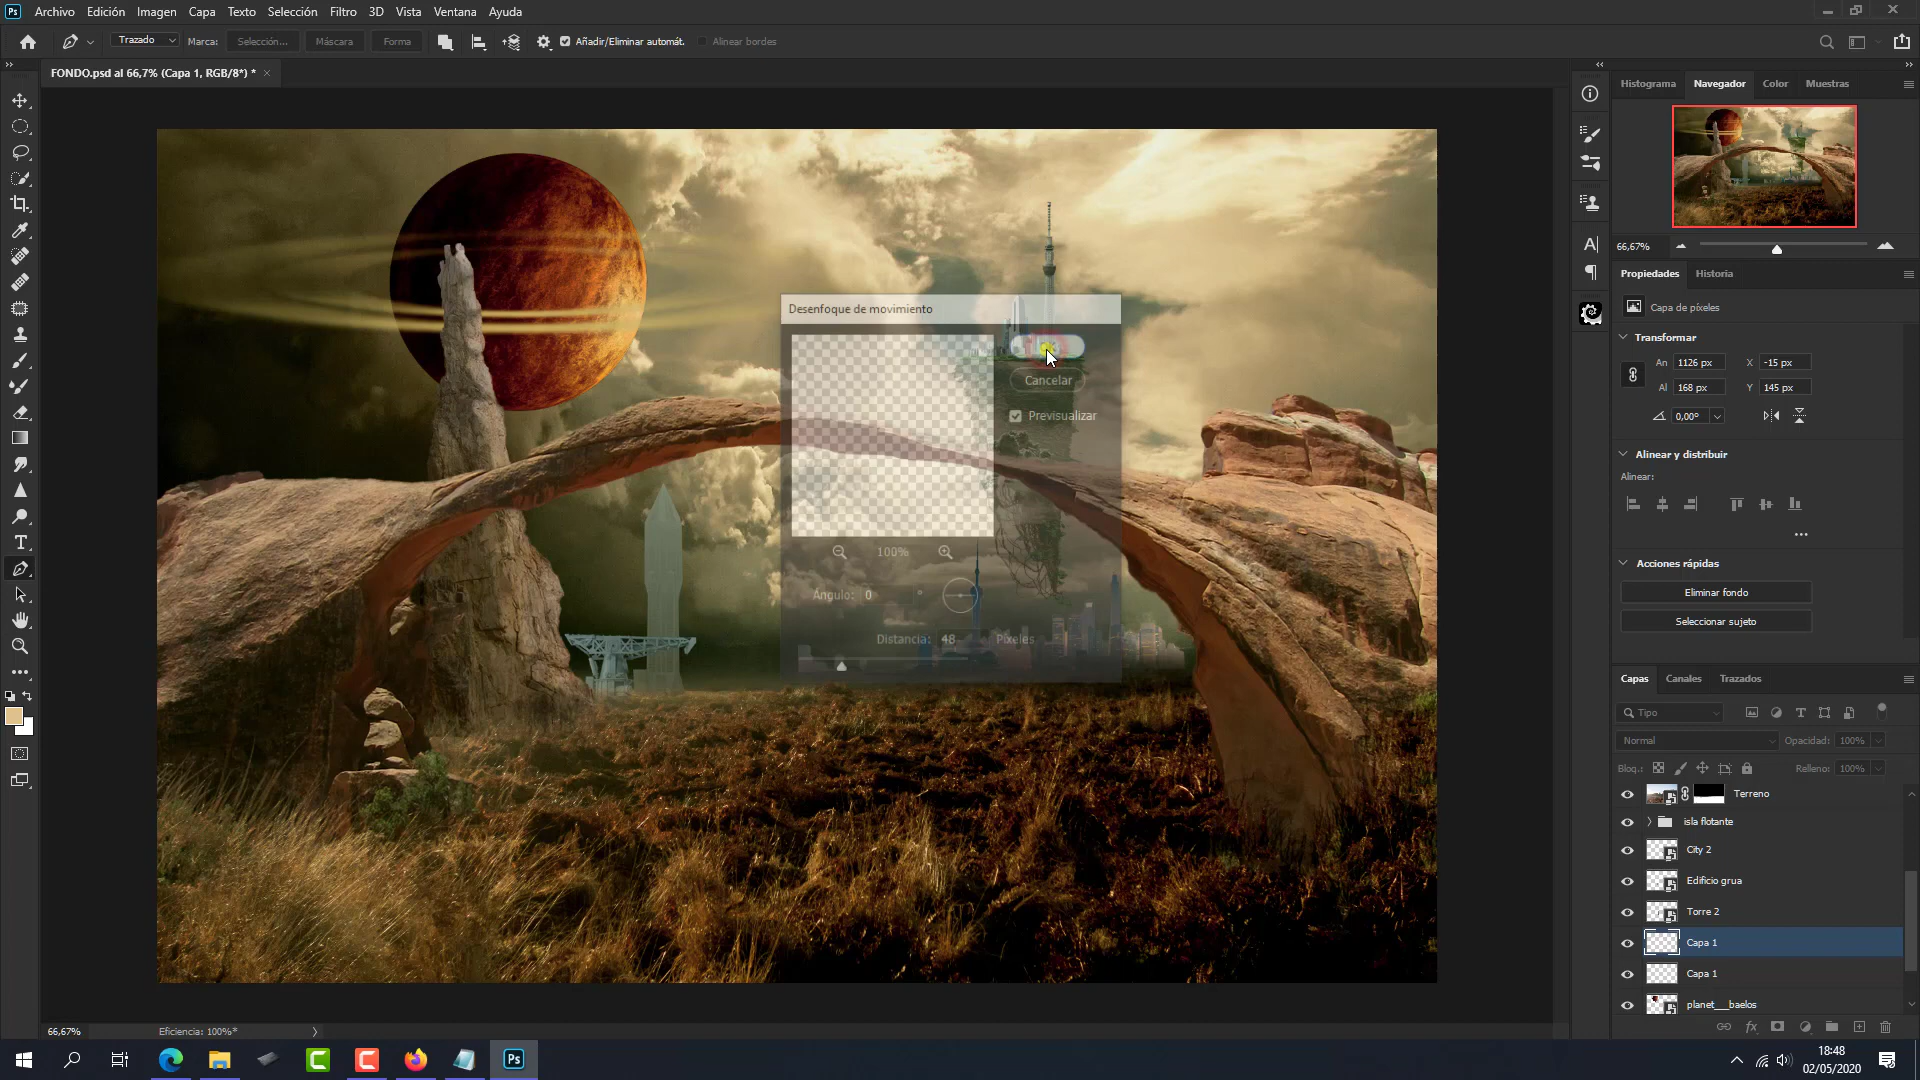 Ps Archivo Edición Imagen Capa Texto Selección Filtro 3D Vista Ventana Ayuda
Trazado Marca: Selección... Máscara Forma Añadir/Eliminar automát. Alinear bordes
FONDO.psd al 66,7% (Capa 1, RGB/8*) * ×
Histograma Navegador Color Muestras
66,67%
Propiedades Historia
Capa de píxeles
Transformar
An 1126 px X -15 px
Al 168 px Y 145 px
0,00°
Alinear y distribuir
Alinear:
Acciones rápidas
Eliminar fondo
Seleccionar sujeto
Desenfoque de movimiento
Cancelar
Previsualizar
100%
Ángulo: 0 °
Distancia: 48 Píxeles
Capas Canales Trazados
Tipo
Normal Opacidad: 100%
Bloq.: Relleno: 100%
Terreno
isla flotante
City 2
Edificio grua
Torre 2
Capa 1
Capa 1
planet___baelos
66,67% Eficiencia: 100%*
Ps
18:48
02/05/2020